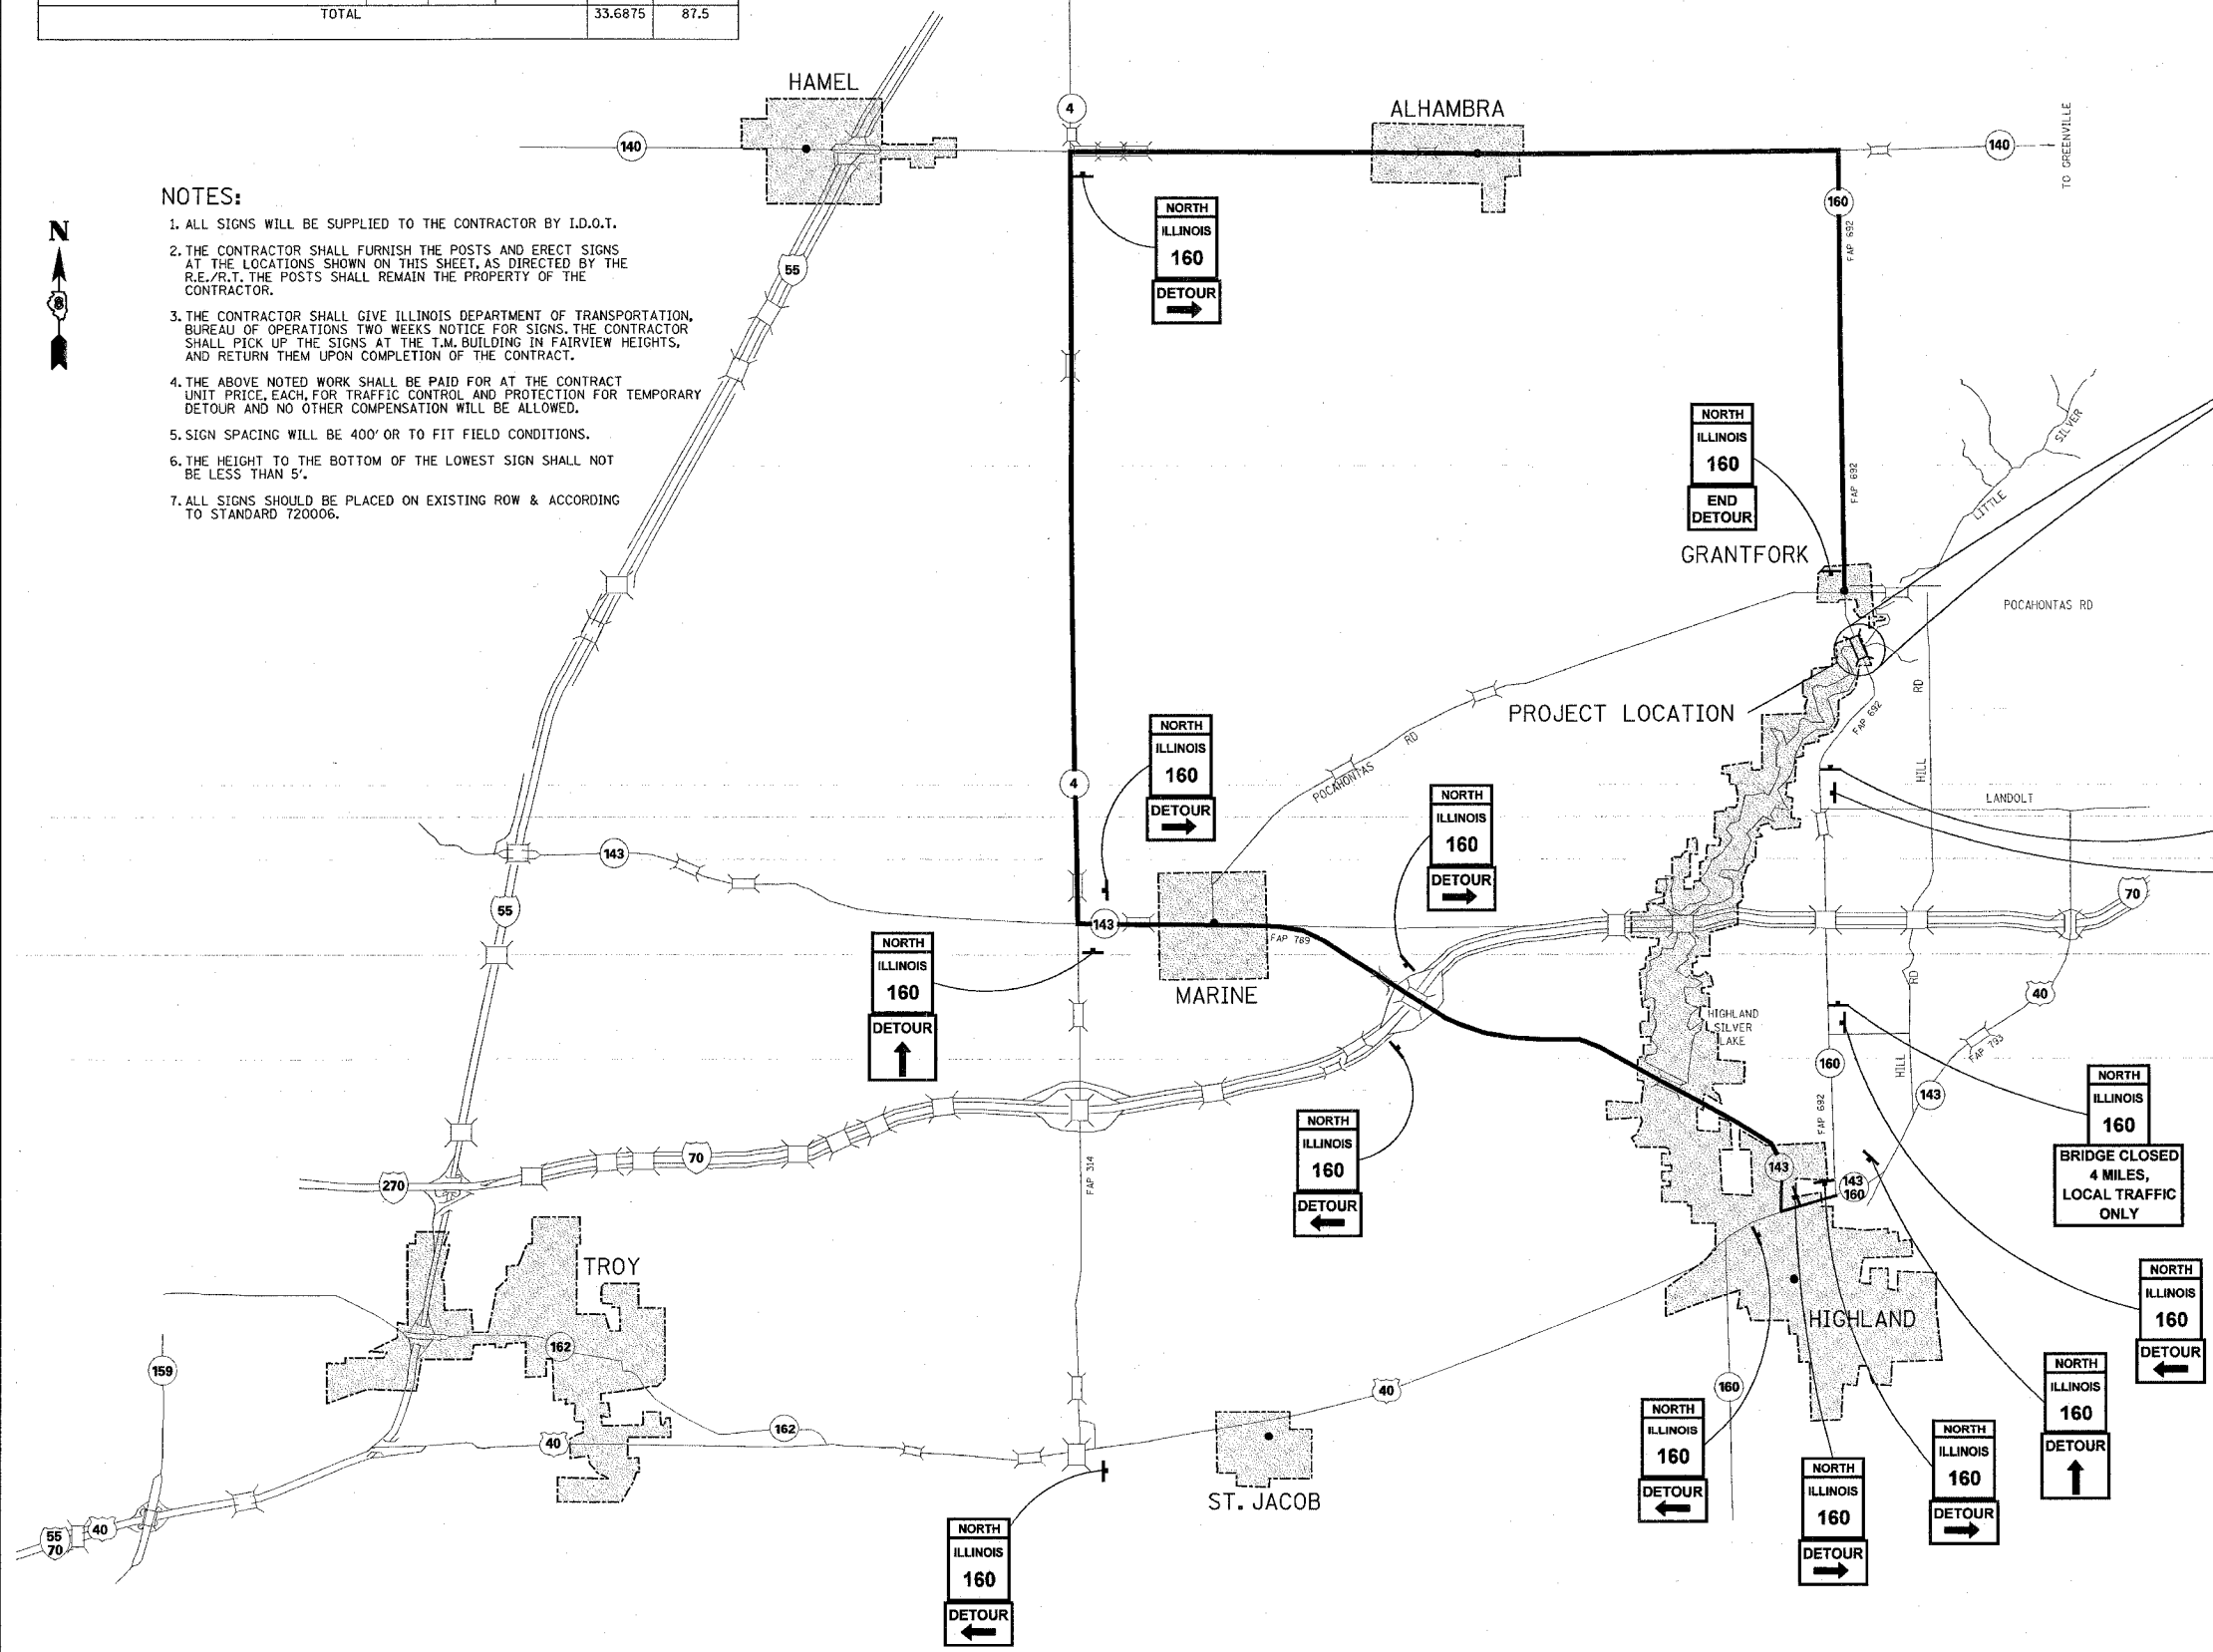 TOTAL 33.6875 87.5
HAMEL
4
ALHAMBRA
140
140
TO GREENVILLE
NOTES:
1. ALL SIGNS WILL BE SUPPLIED TO THE CONTRACTOR BY I.D.O.T.
2. THE CONTRACTOR SHALL FURNISH THE POSTS AND ERECT SIGNS
AT THE LOCATIONS SHOWN ON THIS SHEET, AS DIRECTED BY THE
R.E./R.T. THE POSTS SHALL REMAIN THE PROPERTY OF THE
CONTRACTOR.
3. THE CONTRACTOR SHALL GIVE ILLINOIS DEPARTMENT OF TRANSPORTATION,
BUREAU OF OPERATIONS TWO WEEKS NOTICE FOR SIGNS. THE CONTRACTOR
SHALL PICK UP THE SIGNS AT THE T.M. BUILDING IN FAIRVIEW HEIGHTS,
AND RETURN THEM UPON COMPLETION OF THE CONTRACT.
4. THE ABOVE NOTED WORK SHALL BE PAID FOR AT THE CONTRACT
UNIT PRICE, EACH, FOR TRAFFIC CONTROL AND PROTECTION FOR TEMPORARY
DETOUR AND NO OTHER COMPENSATION WILL BE ALLOWED.
5. SIGN SPACING WILL BE 400' OR TO FIT FIELD CONDITIONS.
6. THE HEIGHT TO THE BOTTOM OF THE LOWEST SIGN SHALL NOT
BE LESS THAN 5'.
7. ALL SIGNS SHOULD BE PLACED ON EXISTING ROW & ACCORDING
TO STANDARD 720006.
N
8
55
NORTH
ILLINOIS
160
DETOUR
160
FAP 692
NORTH
ILLINOIS
160
END
DETOUR
FAP 692
SILVER
LITTLE
GRANTFORK
POCAHONTAS RD
PROJECT LOCATION
FAP 692
RD
HILL
LANDOLT
NORTH
ILLINOIS
160
DETOUR
4
POCAHONTAS
RD
NORTH
ILLINOIS
160
DETOUR
143
55
143
FAP 789
MARINE
70
NORTH
ILLINOIS
160
DETOUR
HIGHLAND
SILVER
LAKE
RD
40
FAP 793
160
HILL
143
FAP 692
NORTH
ILLINOIS
160
BRIDGE CLOSED
4 MILES,
LOCAL TRAFFIC
ONLY
NORTH
ILLINOIS
160
DETOUR
70
270
FAP 314
143
143
160
TROY
162
159
HIGHLAND
NORTH
ILLINOIS
160
DETOUR
NORTH
ILLINOIS
160
DETOUR
40
160
162
40
ST. JACOB
NORTH
ILLINOIS
160
DETOUR
NORTH
ILLINOIS
160
DETOUR
NORTH
ILLINOIS
160
DETOUR
55
70
40
NORTH
ILLINOIS
160
DETOUR